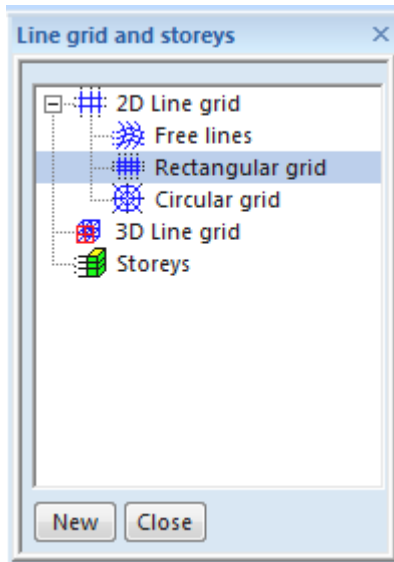 Line grid and storeys
2D Line grid
Free lines
Rectangular grid
Circular grid
3D Line grid
Storeys
New Close